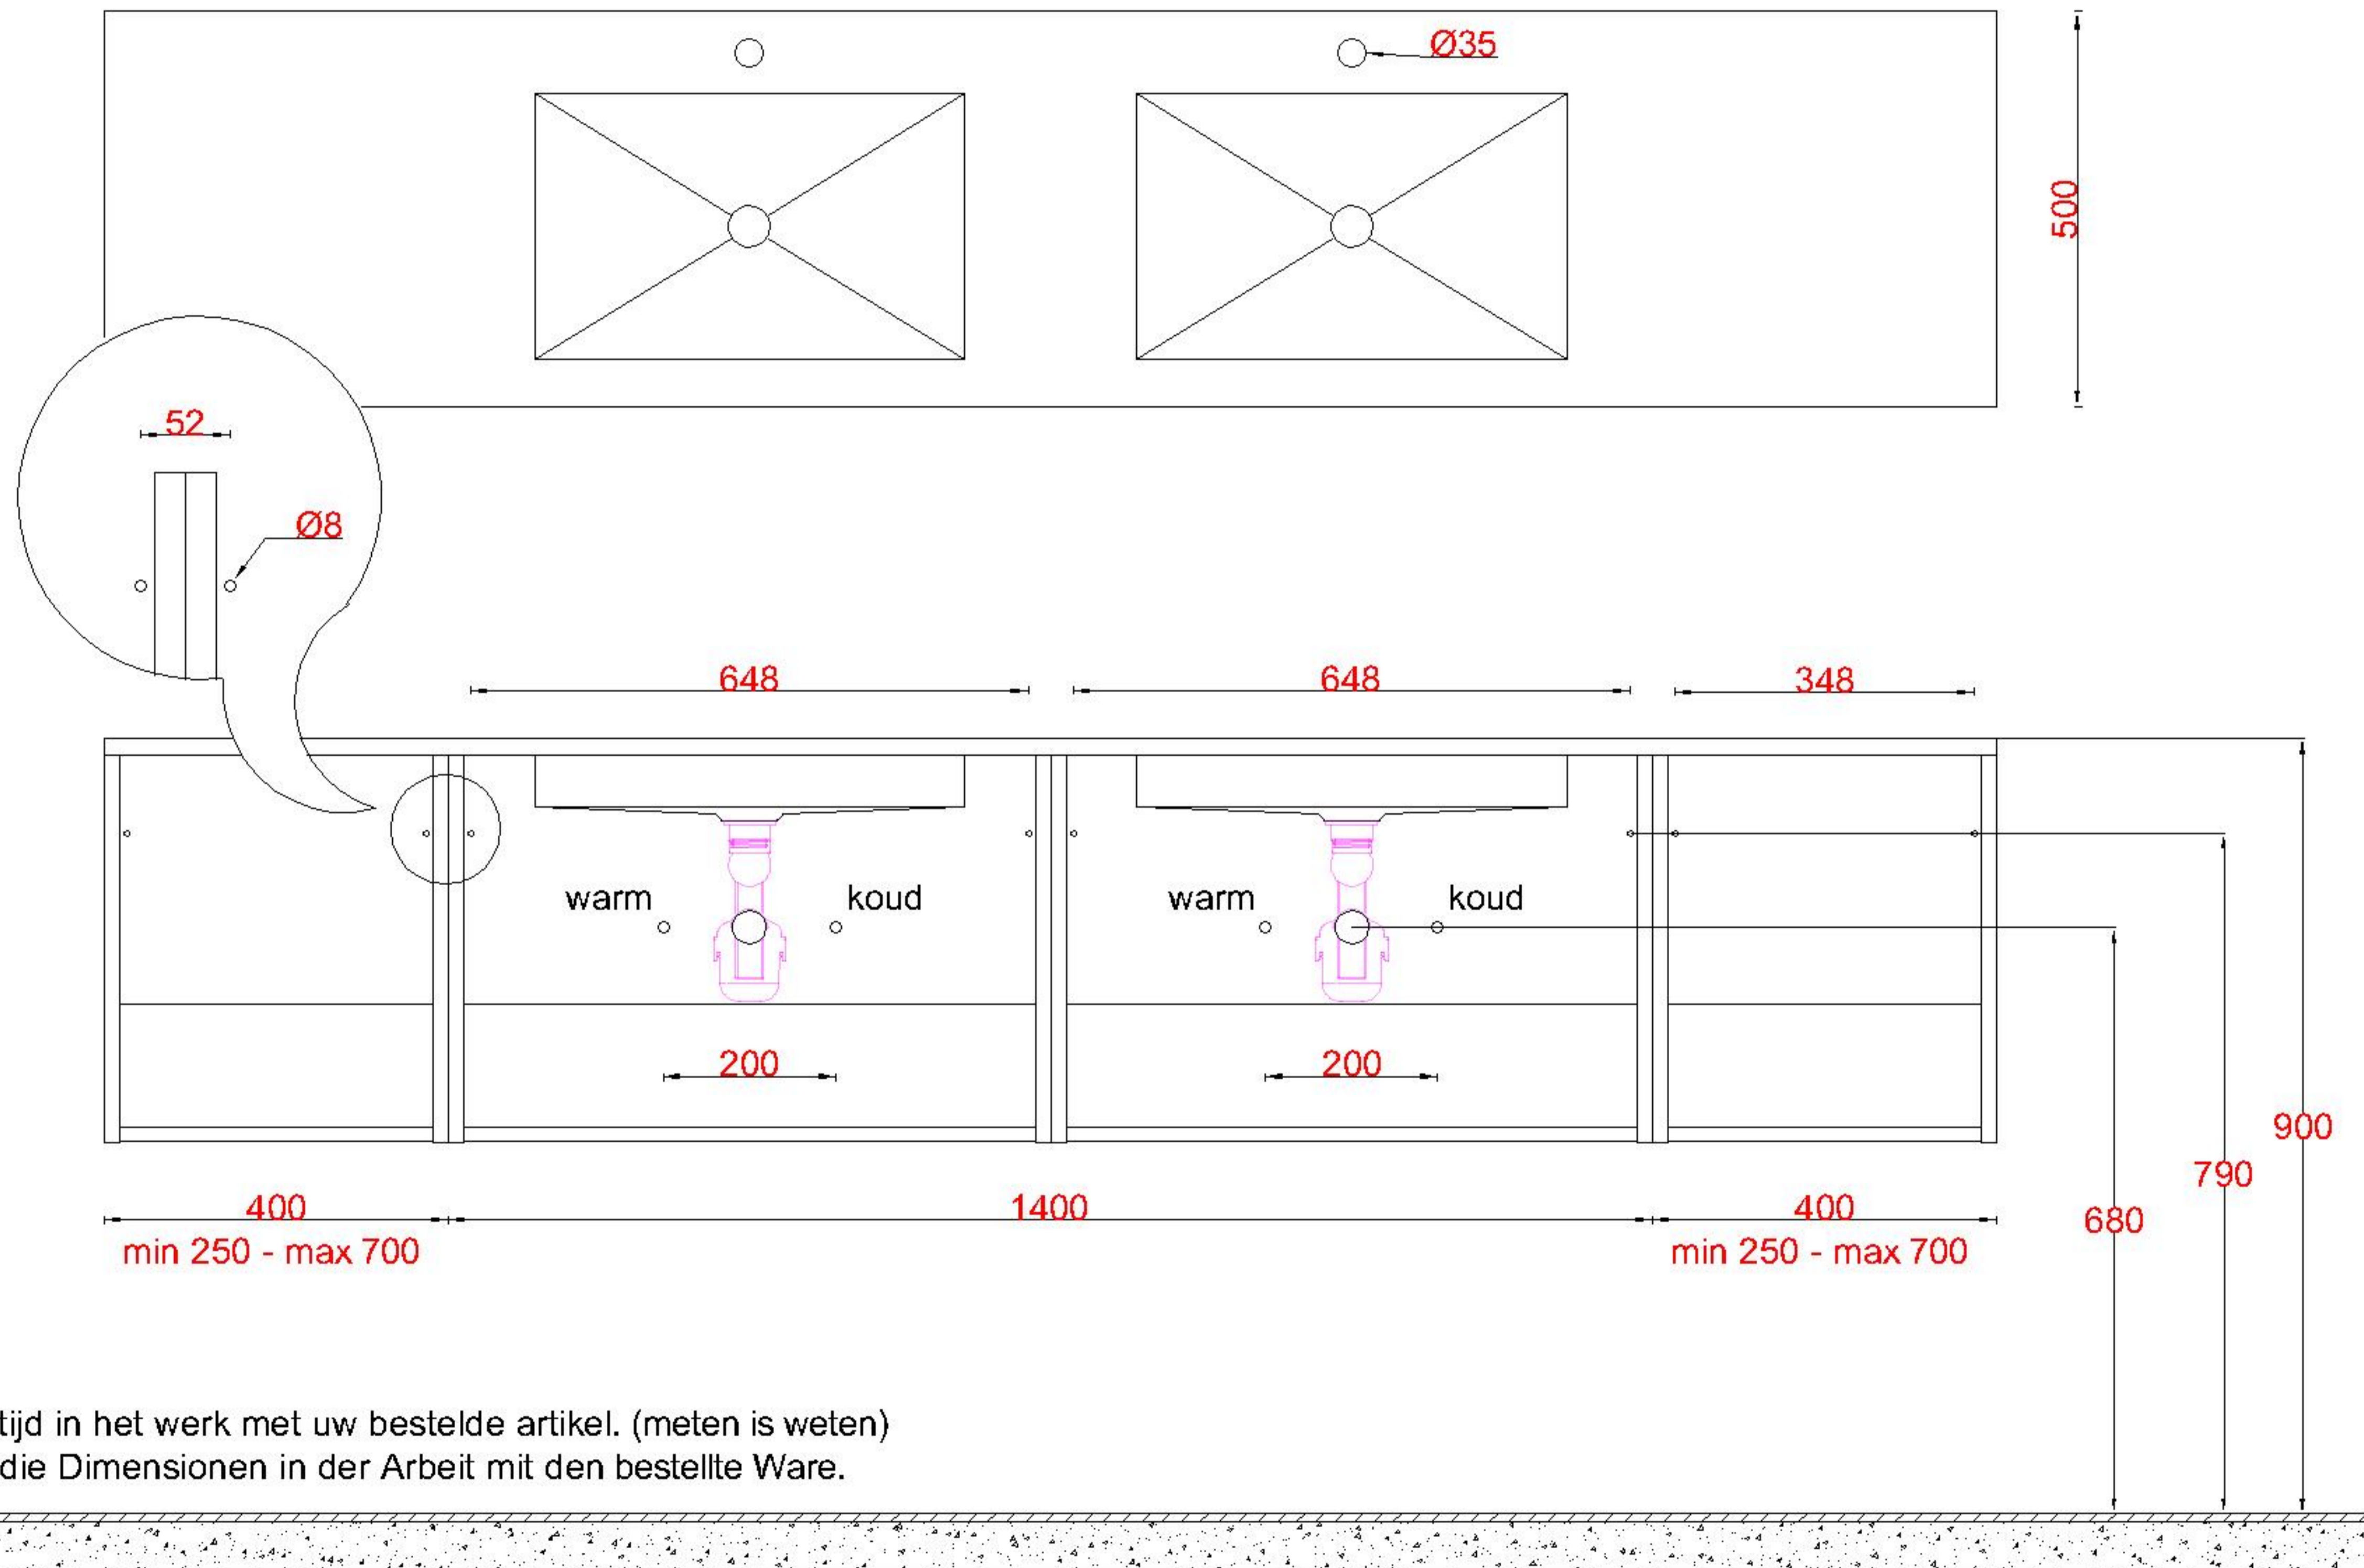 Ø35
500
52
Ø8
648
648
348
warm
koud
warm
koud
200
200
900
790
680
400
1400
400
min 250 - max 700
min 250 - max 700
tijd in het werk met uw bestelde artikel. (meten is weten)
die Dimensionen in der Arbeit mit den bestellte Ware.